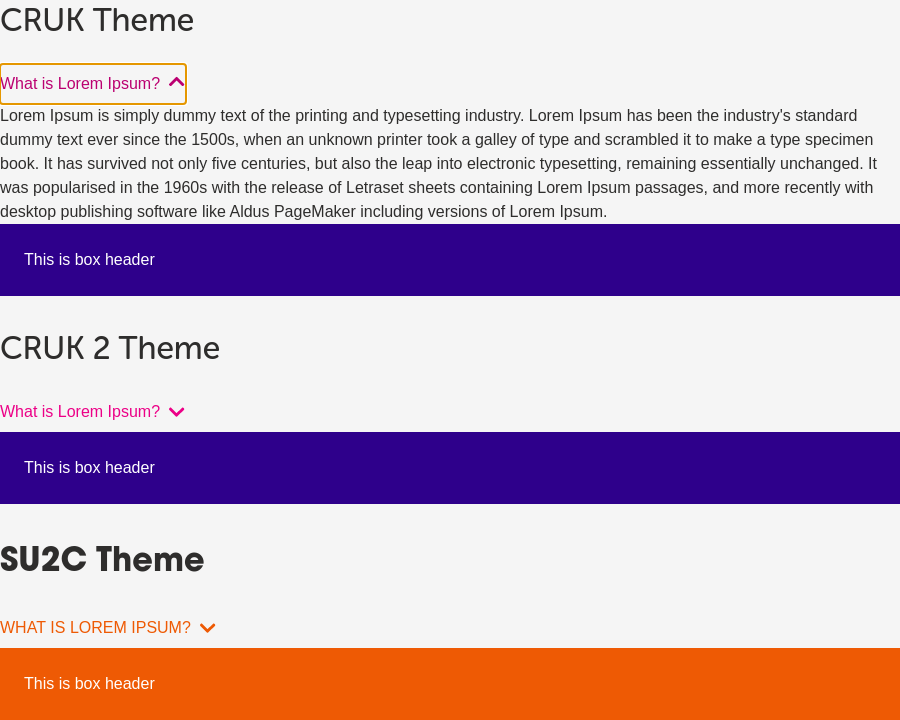 CRUK Theme
What is Lorem Ipsum?
Lorem Ipsum is simply dummy text of the printing and typesetting industry. Lorem Ipsum has been the industry's standard
dummy text ever since the 1500s, when an unknown printer took a galley of type and scrambled it to make a type specimen
book. It has survived not only five centuries, but also the leap into electronic typesetting, remaining essentially unchanged. It
was popularised in the 1960s with the release of Letraset sheets containing Lorem Ipsum passages, and more recently with
desktop publishing software like Aldus PageMaker including versions of Lorem Ipsum.
This is box header
CRUK 2 Theme
What is Lorem Ipsum?
This is box header
SU2C Theme
WHAT IS LOREM IPSUM?
This is box header